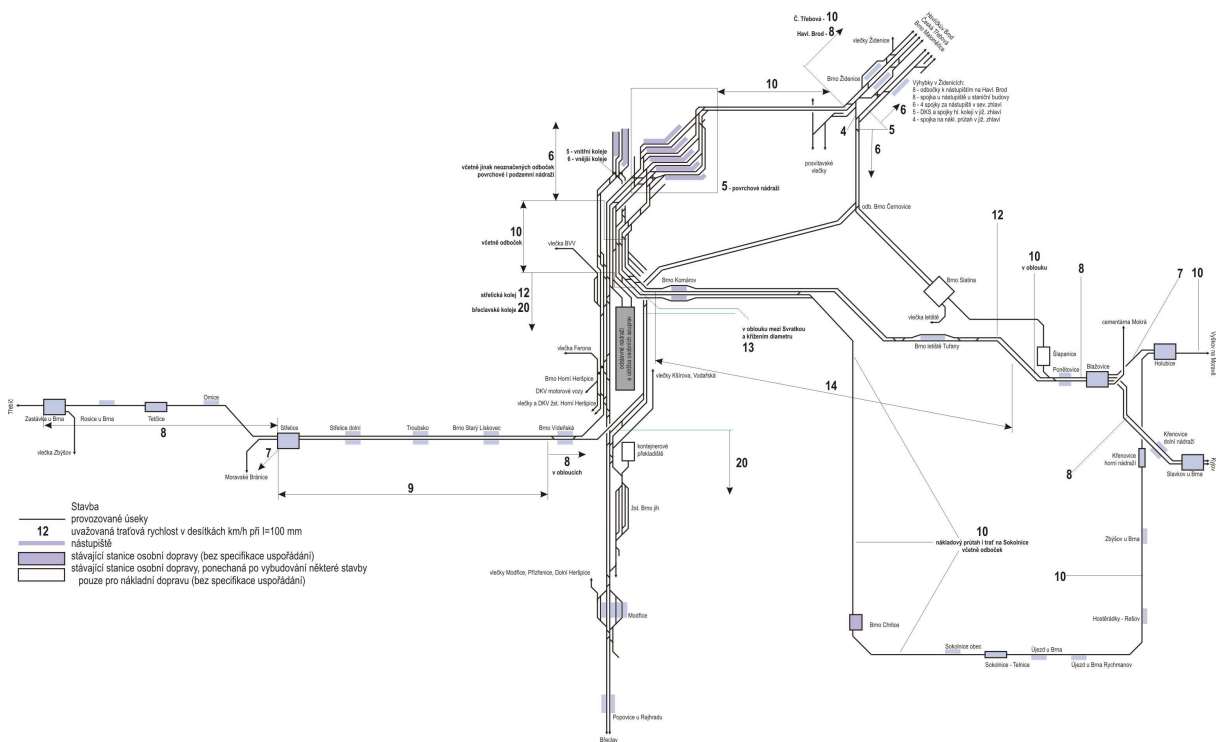 Č. Třebová - 10
Havl. Brod - 8
Havlíčkův Brod
Česká Třebová
Brno Maloměřice
vlečky Židenice
Brno Židenice
10
Výhybky v Židenicích:
8 - odbočky k nástupištím na Havl. Brod
8 - spojka u nástupiště u staniční budovy
6 - 4 spojky za nástupišti v sev. zhlaví
5 - DKS a spojky hl. kolejí v již. zhlaví
4 - spojka na nákl. průtah v již. zhlaví
6
4
5
6
5 - vnitřní koleje
6 - vnější koleje
6
včetně jinak neoznačených odboček
povrchové i podzemní nádraží
posvitavské
vlečky
5 - povrchové nádraží
odb. Brno Černovice
10
včetně odboček
12
vlečka BVV
10
v oblouku
8
7
10
Brno Komárov
Brno Slatina
střelická kolej 12
břeclavské koleje 20
vlečka letiště
cementárna Mokrá
odstavné nádraží
a údržba osobních souprav
v oblouku mezi Svratkou
a křížením diametru
13
Brno letiště Tuřany
Šlapanice
Ponětovice
Blažovice
Holubice
Vyškov na Moravě
vlečka Ferona
Brno Horní Heršpice
DKV motorové vozy
vlečky a DKV žst. Horní Heršpice
vlečky Kšírova, Vodařská
14
Třebíč
Zastávka u Brna
Rosice u Brna
Tetčice
Omice
8
vlečka Zbýšov
Střelice
Střelice dolní
Troubsko
Brno Starý Lískovec
Brno Vídeňská
7
Moravské Bránice
8
v obloucích
9
kontejnerové
překladiště
20
Křenovice
dolní nádraží
Křenovice
horní nádraží
8
Slavkov u Brna
Kyjov
žst. Brno jih
Stavba
provozované úseky
12 uvažovaná traťová rychlost v desítkách km/h při I=100 mm
nástupiště
stávající stanice osobní dopravy (bez specifikace uspořádání)
stávající stanice osobní dopravy, ponechaná po vybudování některé stavby
pouze pro nákladní dopravu (bez specifikace uspořádání)
10
nákladový průtah i trať na Sokolnice
včetně odboček
Zbýšov u Brna
10
vlečky Modřice, Přízřenice, Dolní Heršpice
Modřice
Brno Chrlice
Hostěrádky - Rešov
Sokolnice obec
Sokolnice - Telnice
Újezd u Brna
Újezd u Brna Rychmanov
Popovice u Rajhradu
Břeclav